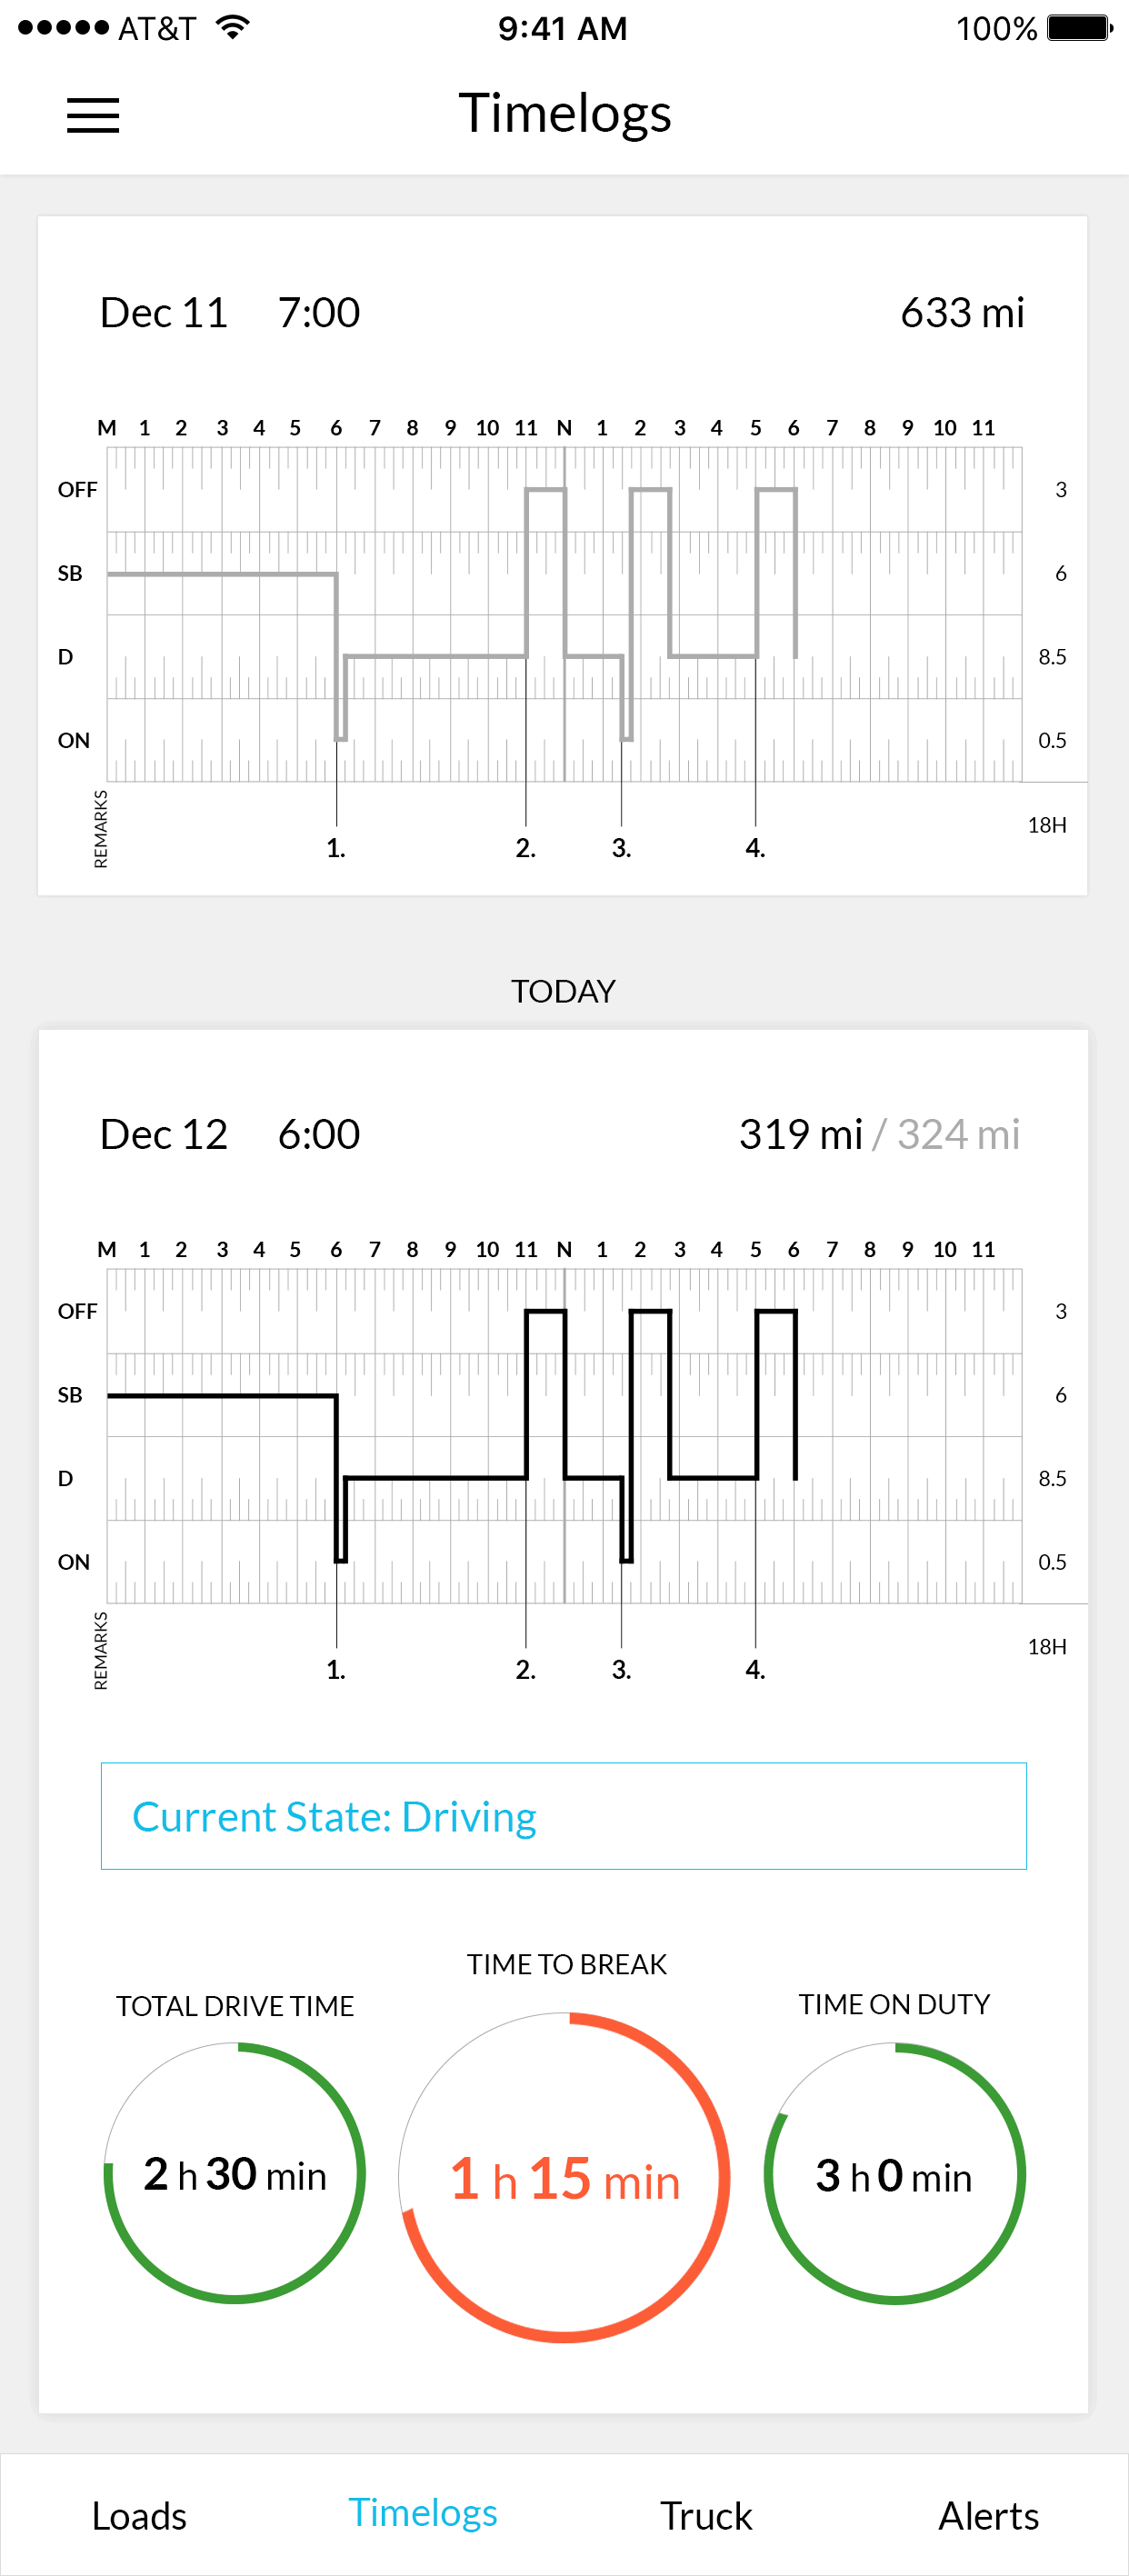 AT&T 9:41 AM 100%
Timelogs
Dec 11 7:00 633 mi
M 1 2 3 4 5 6 7 8 9 10 11 N 1 2 3 4 5 6 7 8 9 10 11
OFF 3
SB 6
D 8.5
ON 0.5
REMARKS
18H
1. 2. 3. 4.
TODAY
Dec 12 6:00 319 mi / 324 mi
M 1 2 3 4 5 6 7 8 9 10 11 N 1 2 3 4 5 6 7 8 9 10 11
OFF 3
SB 6
D 8.5
ON 0.5
REMARKS
18H
1. 2. 3. 4.
Current State: Driving
TOTAL DRIVE TIME
2 h 30 min
TIME TO BREAK
1 h 15 min
TIME ON DUTY
3 h 0 min
Loads Timelogs Truck Alerts